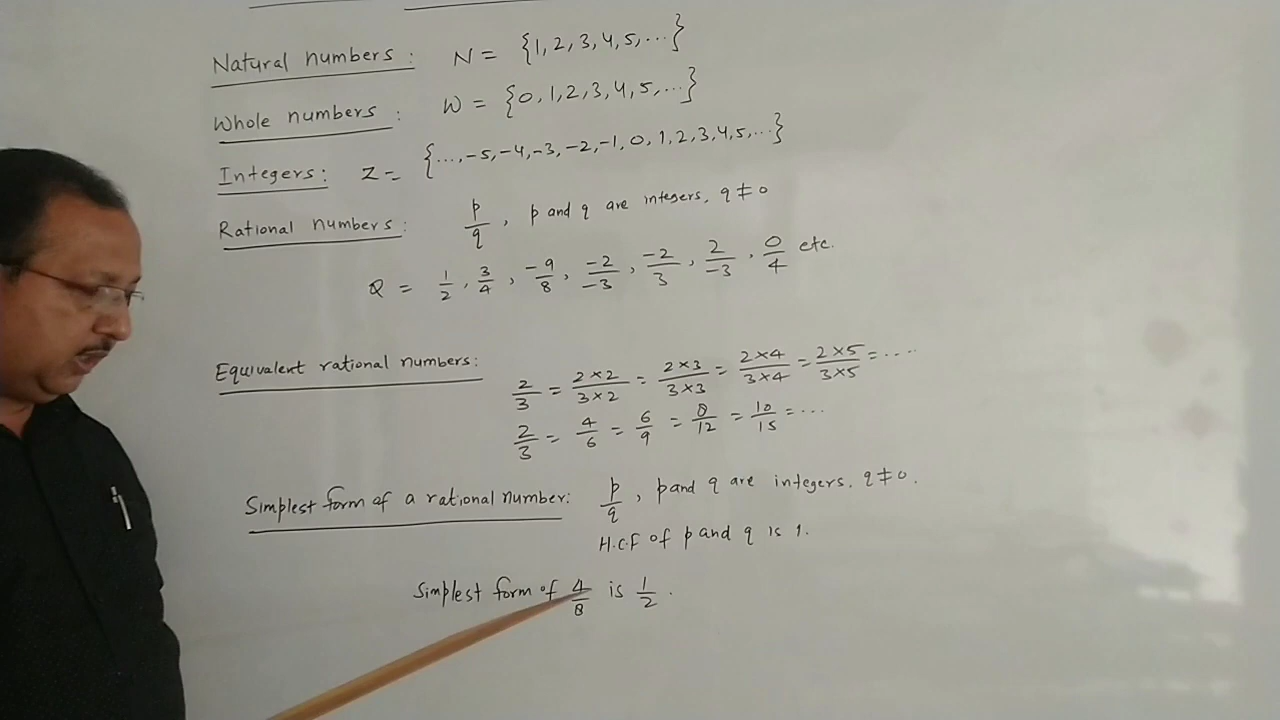 Natural numbers: N = {1, 2, 3, 4, 5, ...}
Whole numbers: W = {0, 1, 2, 3, 4, 5, ...}
Integers: Z = {..., -5, -4, -3, -2, -1, 0, 1, 2, 3, 4, 5, ...}
Rational numbers: p/q, p and q are integers, q ≠ 0
Q = 1/2, 3/4, -9/8, -2/-3, -2/3, 2/-3, 0/4 etc.
Equivalent rational numbers: 2/3 = 2×2/3×2 = 2×3/3×3 = 2×4/3×4 = 2×5/3×5 = ....
2/3 = 4/6 = 6/9 = 8/12 = 10/15 = ...
Simplest form of a rational number: p/q, p and q are integers, q ≠ 0.
H.C.F of p and q is 1.
Simplest form of 4/8 is 1/2.